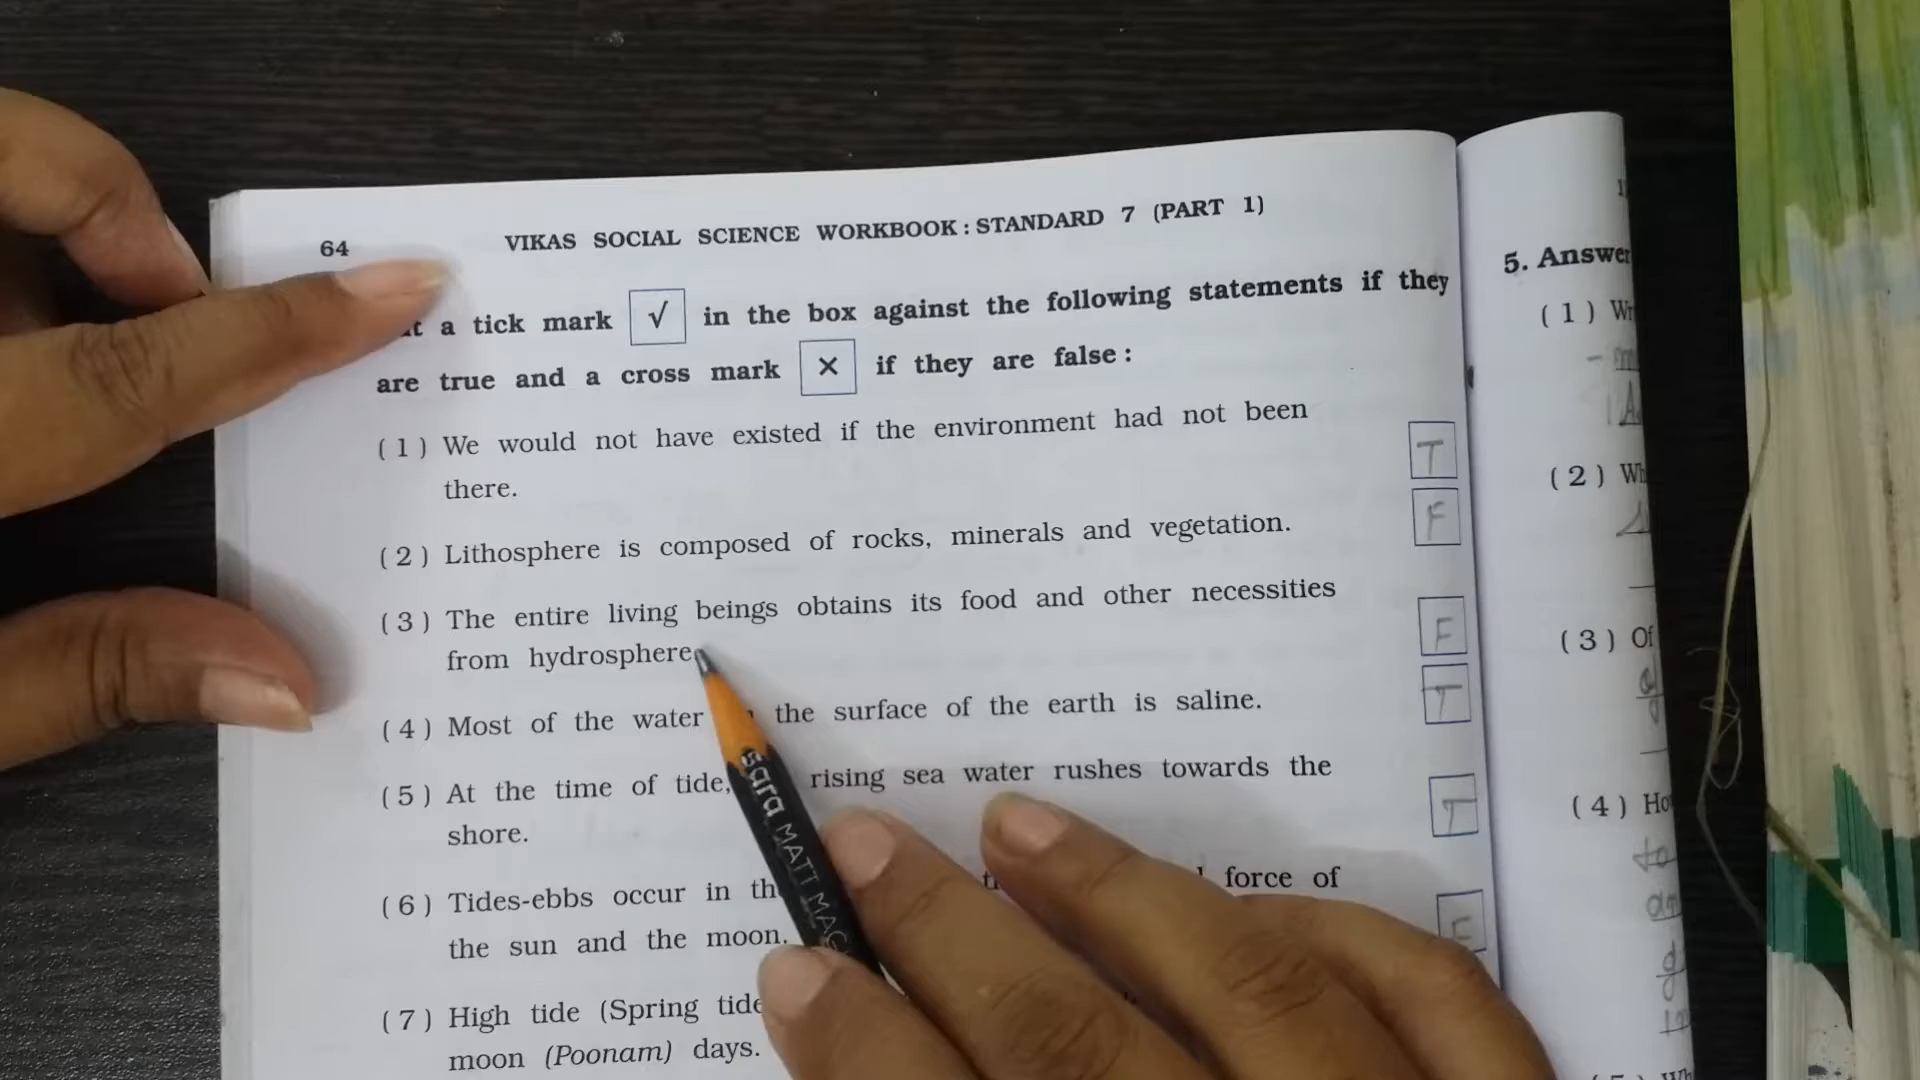 64 VIKAS SOCIAL SCIENCE WORKBOOK : STANDARD 7 (PART 1)
a tick mark √ in the box against the following statements if they
are true and a cross mark × if they are false :
( 1 ) We would not have existed if the environment had not been
there. T
( 2 ) Lithosphere is composed of rocks, minerals and vegetation. F
( 3 ) The entire living beings obtains its food and other necessities
from hydrosphere F
( 4 ) Most of the water the surface of the earth is saline. T
( 5 ) At the time of tide, rising sea water rushes towards the
shore. T
( 6 ) Tides-ebbs occur in force of
the sun and the moon. F
( 7 ) High tide (Spring tide
moon (Poonam) days.
sara MATT MAG
5. Answer
( 1 )
( 2 )
( 3 ) Of
( 4 )
to